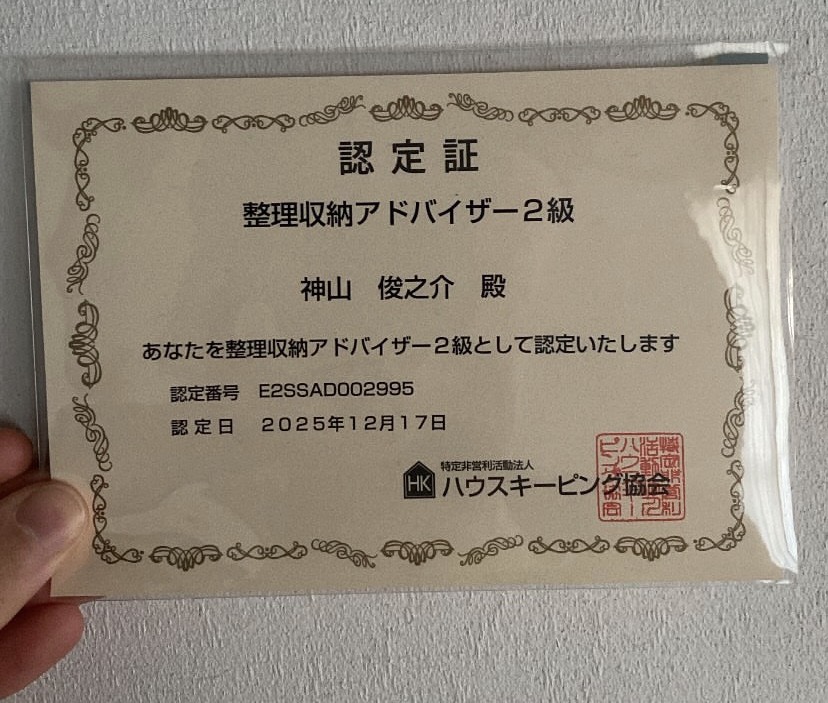 認定証
整理収納アドバイザー２級
神山 俊之介 殿
あなたを整理収納アドバイザー２級として認定いたします
認定番号 E2SSAD002995
認定日 ２０２５年１２月１７日
特定非営利活動法人
HK ハウスキーピング協会